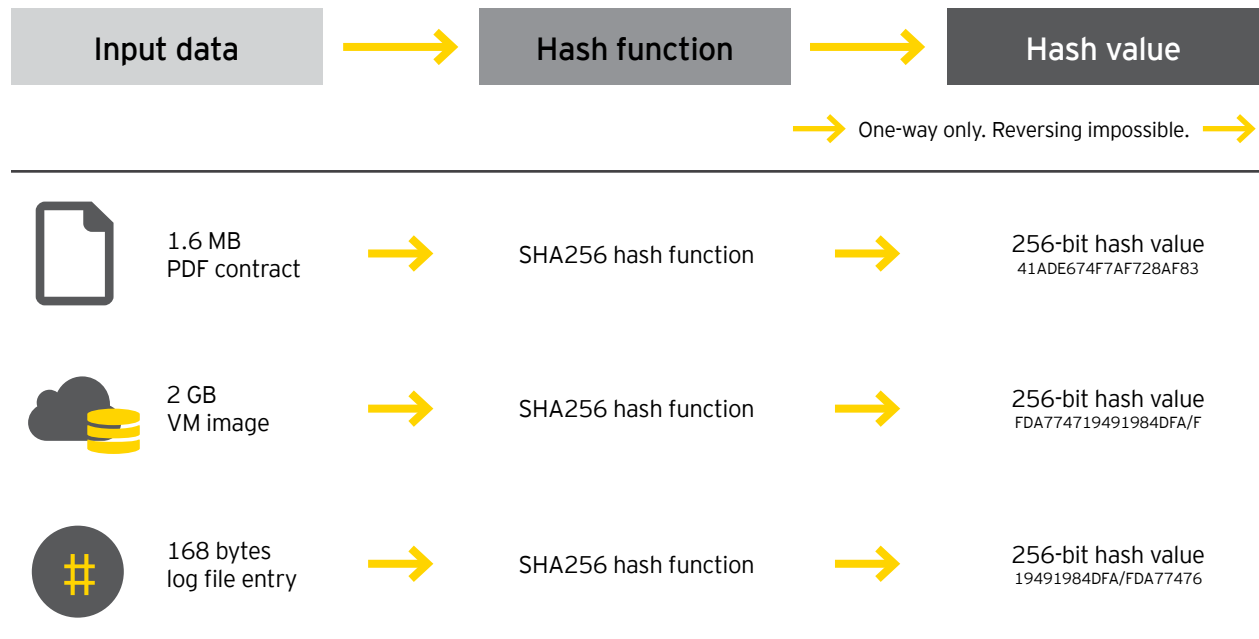 Input data
Hash function
Hash value
One-way only. Reversing impossible.
1.6 MB
PDF contract
SHA256 hash function
256-bit hash value
41ADE674F7AF728AF83
2 GB
VM image
SHA256 hash function
256-bit hash value
FDA774719491984DFA/F
#
168 bytes
log file entry
SHA256 hash function
256-bit hash value
19491984DFA/FDA77476